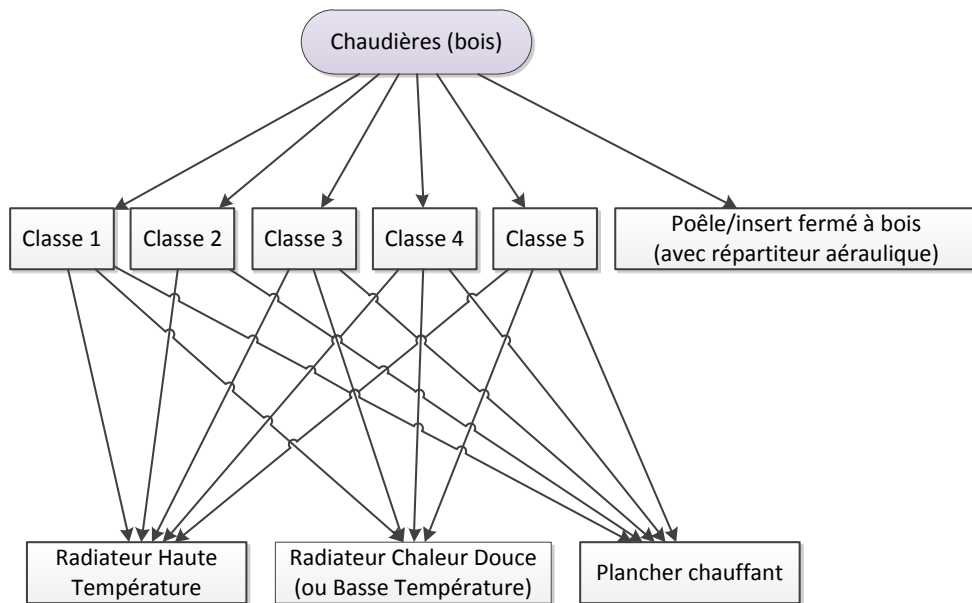 Chaudières (bois)
Classe 1
Classe 2
Classe 3
Classe 4
Classe 5
Poêle/insert fermé à bois
(avec répartiteur aéraulique)
Radiateur Haute
Température
Radiateur Chaleur Douce
(ou Basse Température)
Plancher chauffant